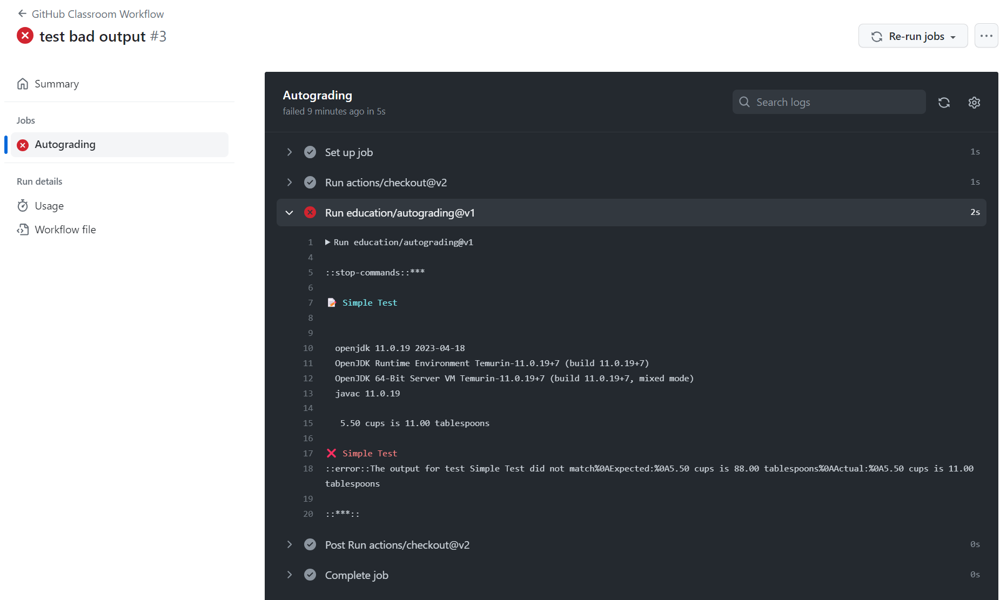 GitHub Classroom Workflow
test bad output #3
Re-run jobs
Summary
Jobs
Autograding
Run details
Usage
Workflow file
Autograding
failed 9 minutes ago in 5s
Search logs
Set up job 1s
Run actions/checkout@v2 1s
Run education/autograding@v1 2s
1 Run education/autograding@v1
4
5 ::stop-commands::***
6
7 📝 Simple Test
8
9
10 openjdk 11.0.19 2023-04-18
11 OpenJDK Runtime Environment Temurin-11.0.19+7 (build 11.0.19+7)
12 OpenJDK 64-Bit Server VM Temurin-11.0.19+7 (build 11.0.19+7, mixed mode)
13 javac 11.0.19
14
15 5.50 cups is 11.00 tablespoons
16
17 ❌ Simple Test
18 ::error::The output for test Simple Test did not match%0AExpected:%0A5.50 cups is 88.00 tablespoons%0AActual:%0A5.50 cups is 11.00
tablespoons
19
20 ::***::
Post Run actions/checkout@v2 0s
Complete job 0s